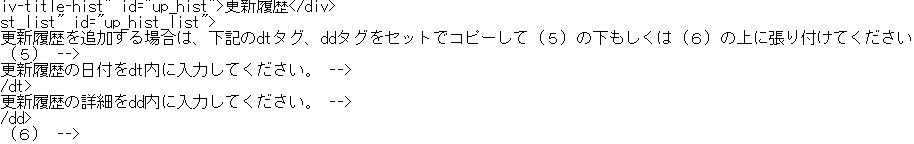 iv-title-hist" id="up_hist">更新履歴</div>
st_list" id="up_hist_list">
更新履歴を追加する場合は、下記のdtタグ、ddタグをセットでコピーして（５）の下もしくは（６）の上に張り付けてください
（５） -->
更新履歴の日付をdt内に入力してください。 -->
/dt>
更新履歴の詳細をdd内に入力してください。 -->
/dd>
（６） -->